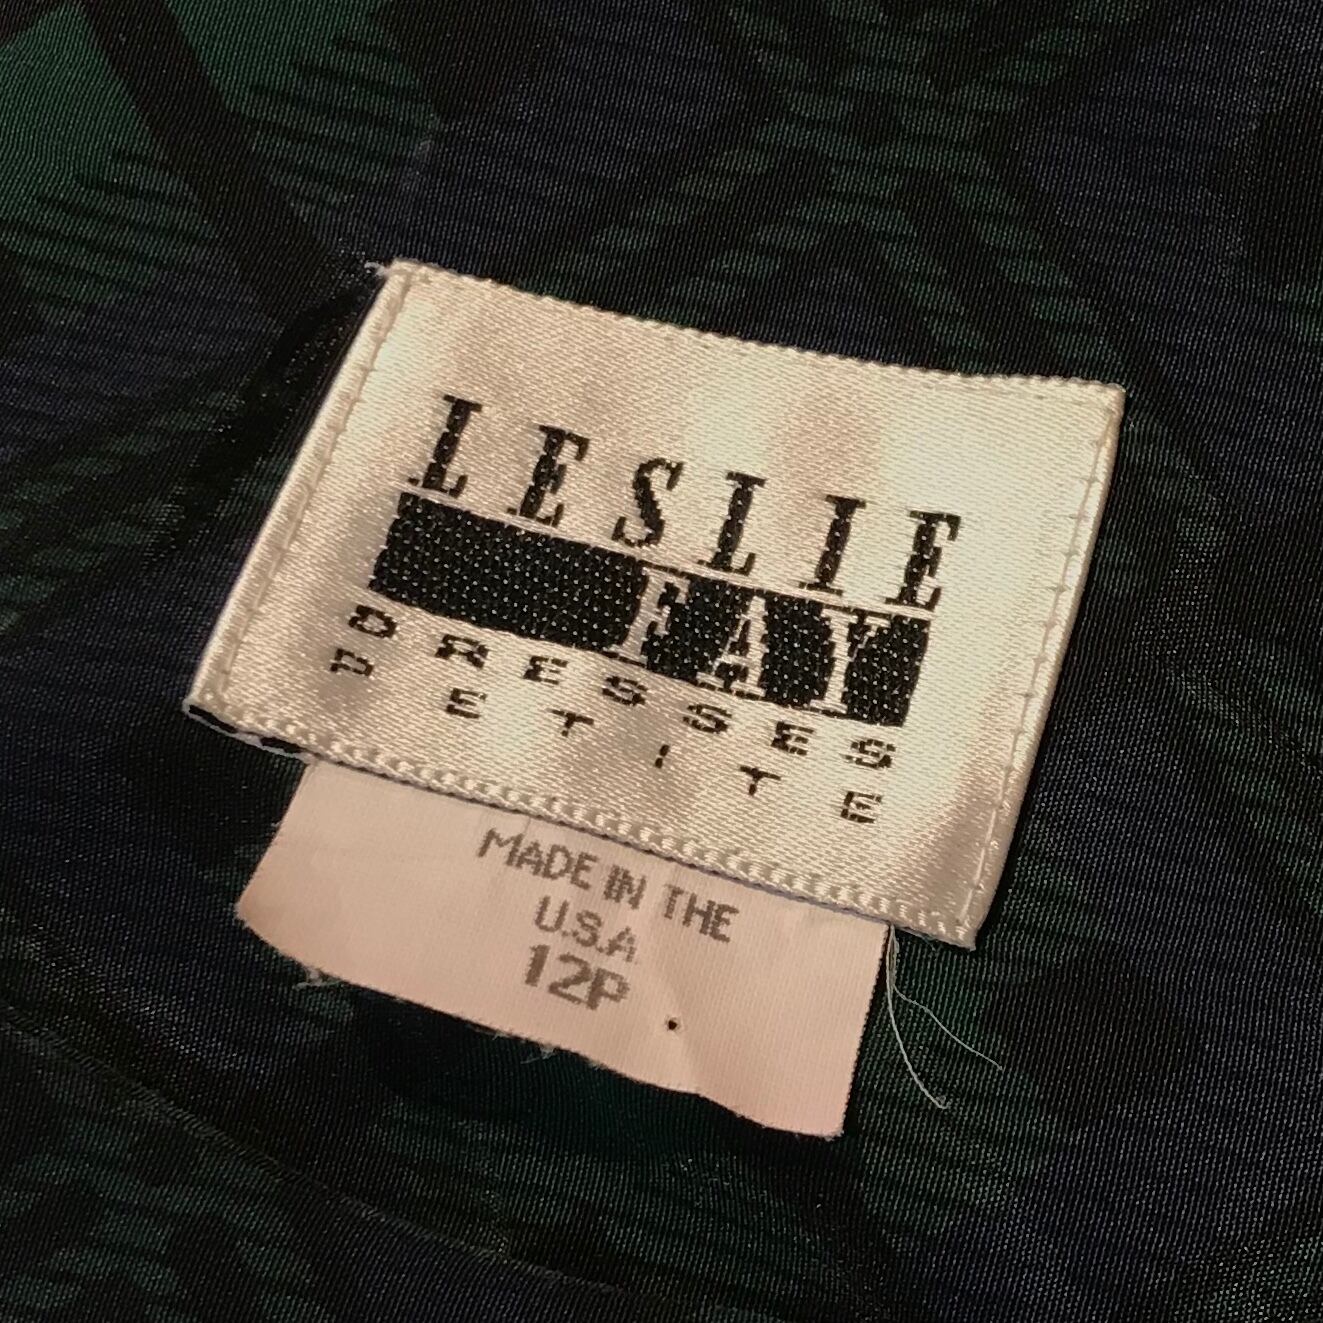 LESLIE
FAY
DRESSES
PETITE
MADE IN THE
U.S.A
12P